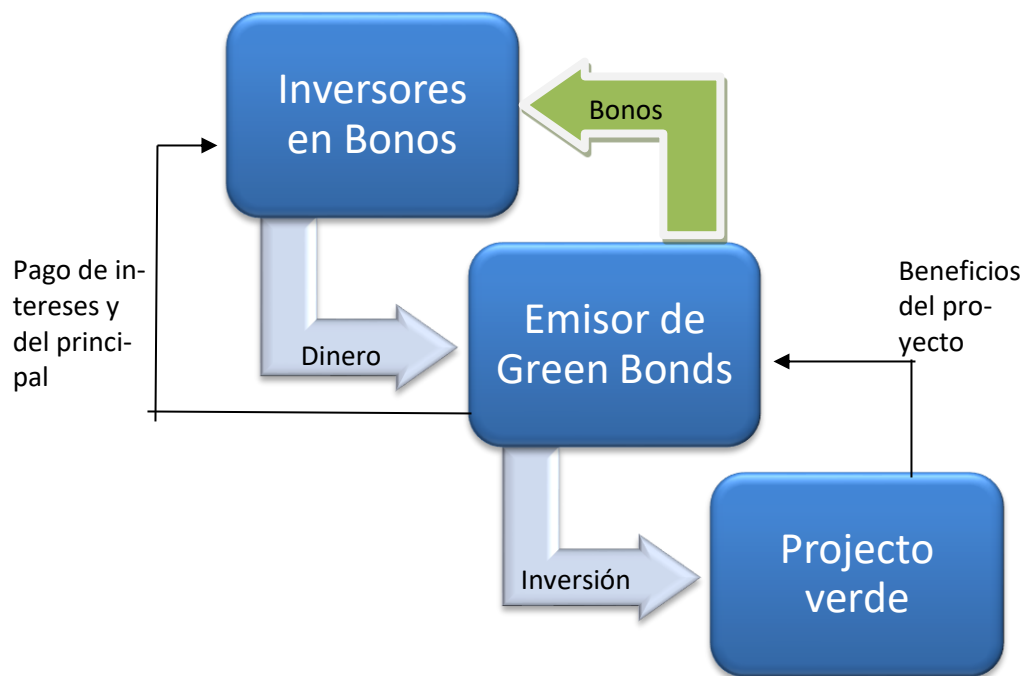 Inversores
en Bonos
Bonos
Pago de in-
tereses y
del princi-
pal
Dinero
Emisor de
Green Bonds
Beneficios
del pro-
yecto
Inversión
Projecto
verde